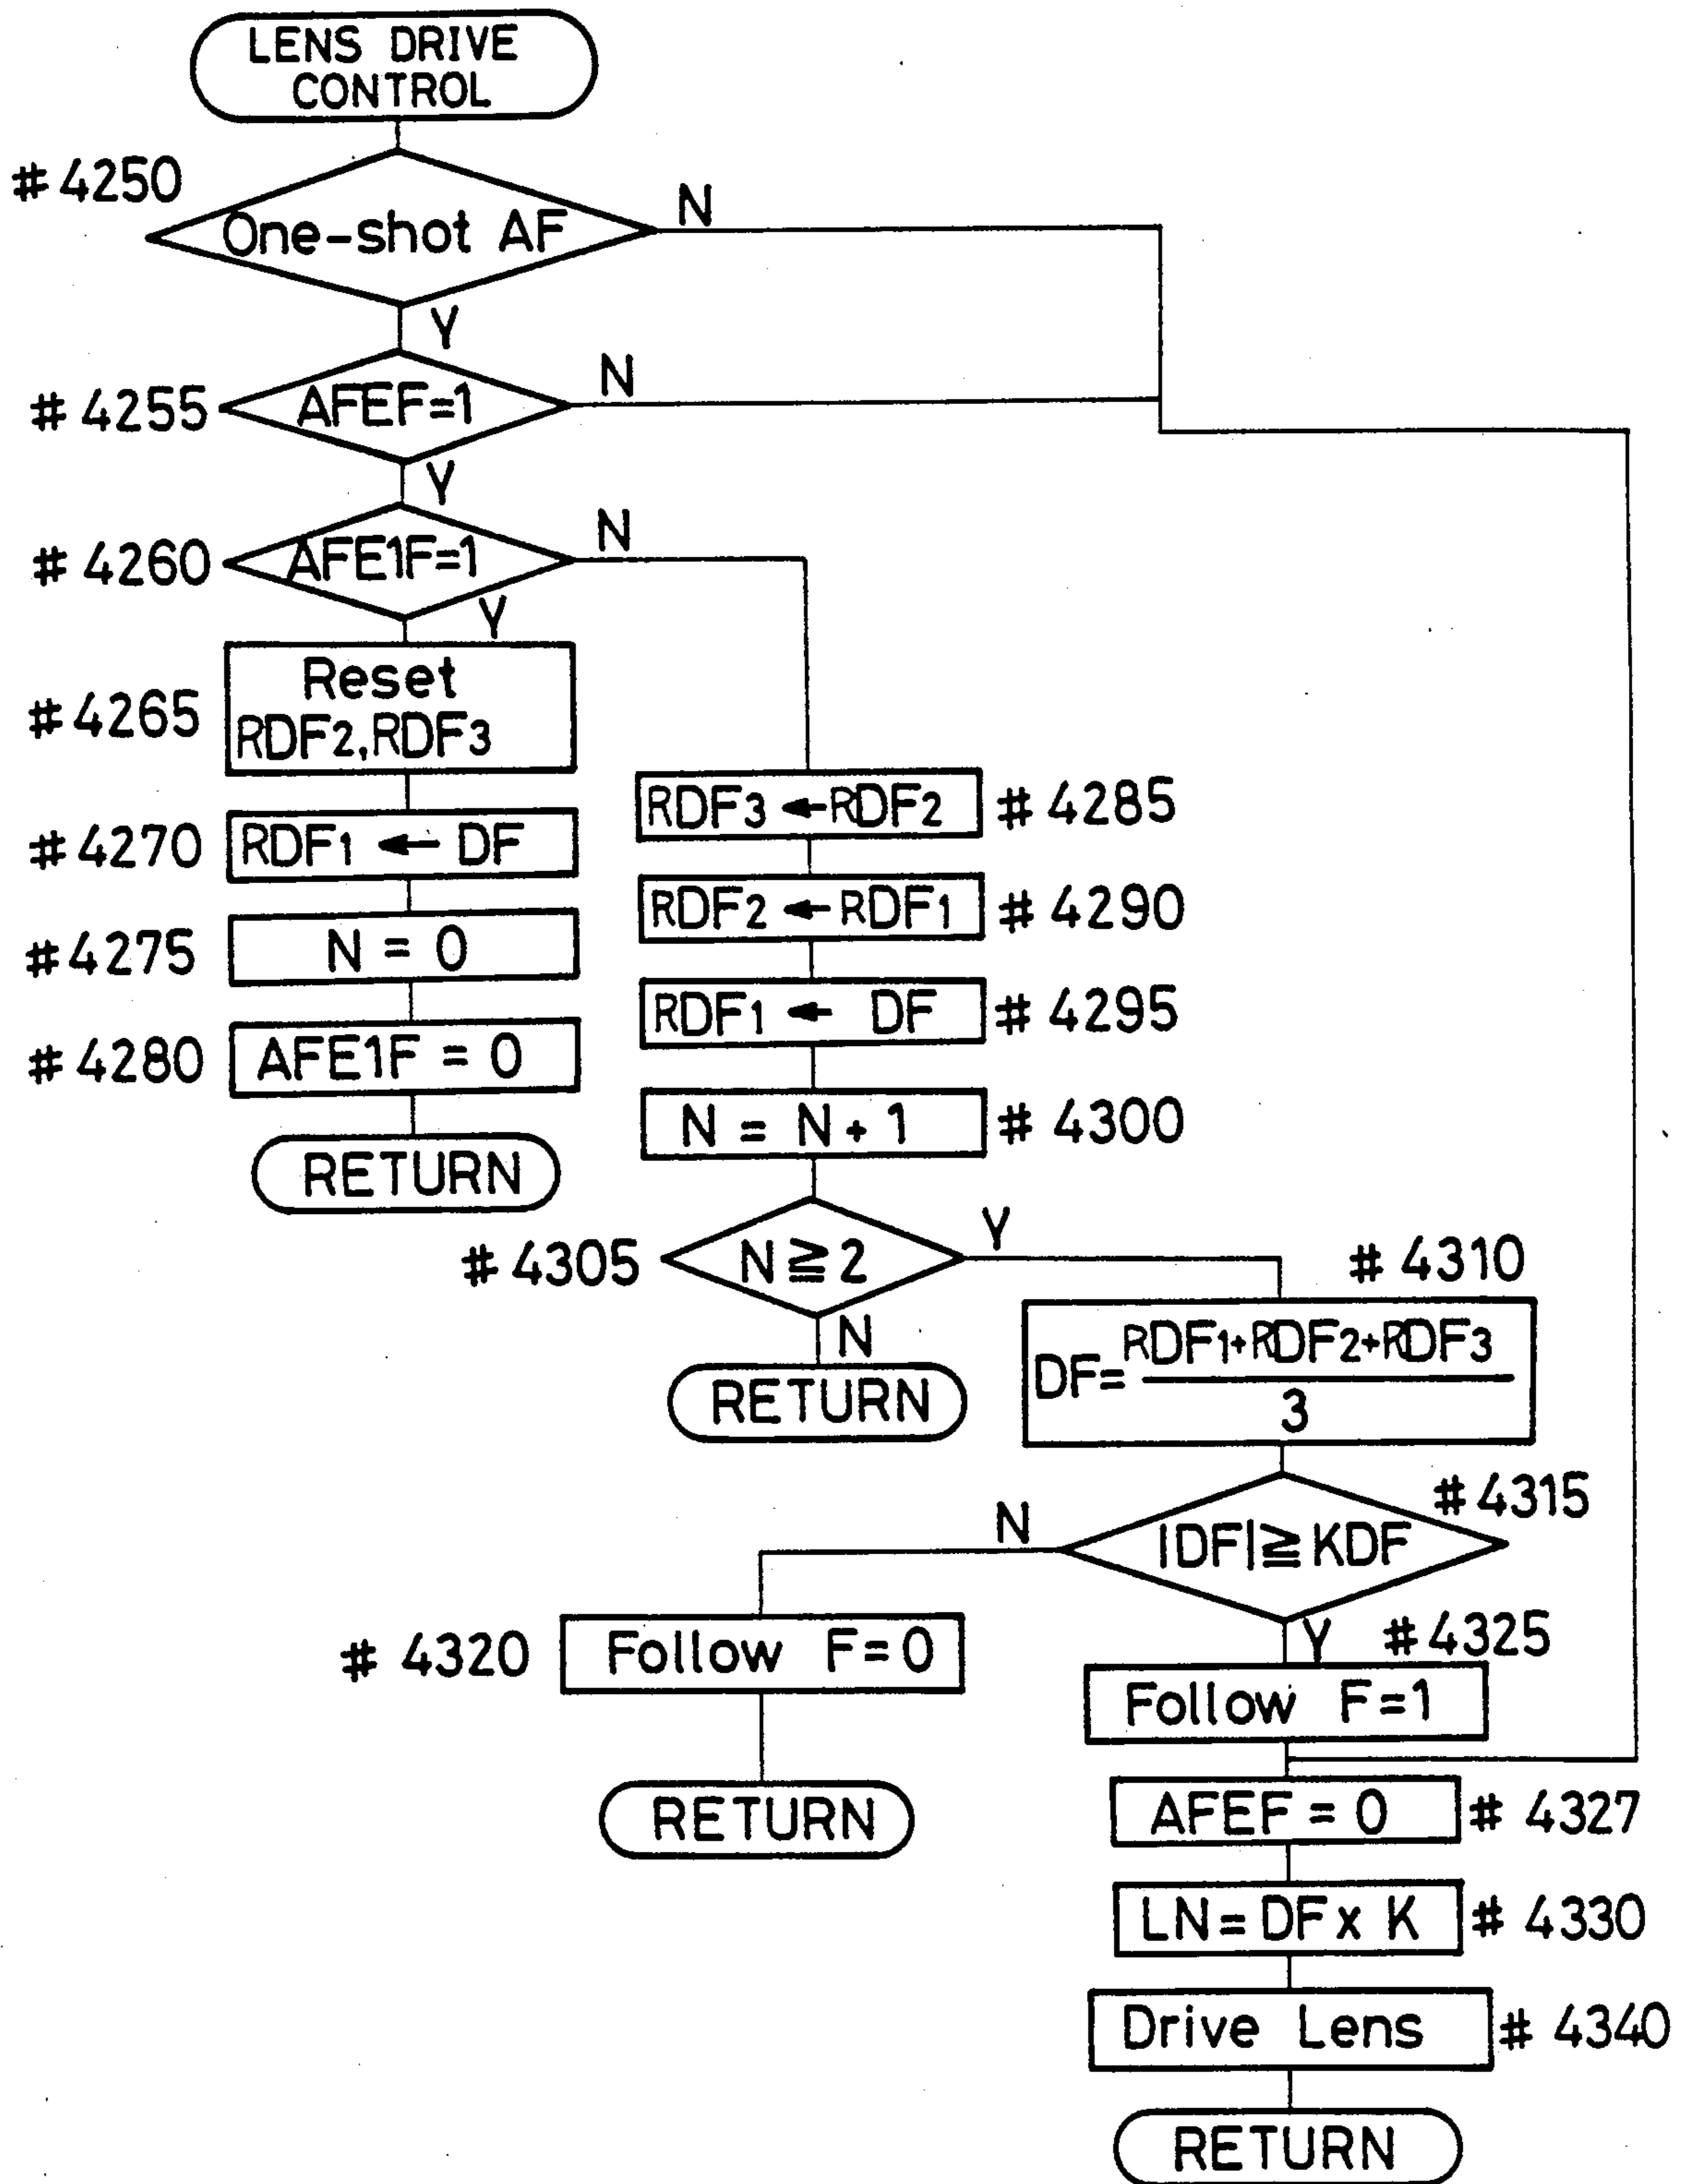 LENS DRIVE
CONTROL
#4250
One-shot AF
N
Y
#4255
AFEF=1
N
Y
#4260
AFE1F=1
N
Y
#4265
Reset
RDF2,RDF3
#4270
RDF1 ← DF
#4275
N = 0
#4280
AFE1F = 0
RETURN
RDF3 ← RDF2
#4285
RDF2 ← RDF1
#4290
RDF1 ← DF
#4295
N = N + 1
#4300
#4305
N ≧ 2
Y
N
RETURN
#4310
DF= RDF1+RDF2+RDF3
3
#4315
|DF|≧KDF
N
Y
#4320
Follow F=0
RETURN
#4325
Follow F=1
AFEF = 0
#4327
LN = DF x K
#4330
Drive Lens
#4340
RETURN